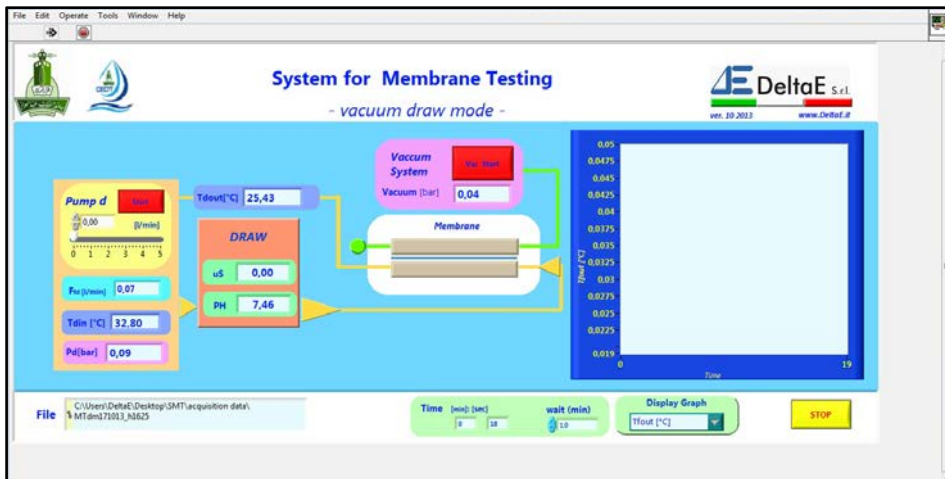 File Edit Operate Tools Window Help
System for Membrane Testing
- vacuum draw mode -
DeltaE S.r.l.
ver. 10 2013 www.DeltaE.it
Vaccum
System
Vac Start
Vacuum [bar] 0,04
Pump d
0,00 [l/min]
0 1 2 3 4 5
Tdout[°C] 25,43
Membrane
DRAW
uS 0,00
PH 7,46
0,07
Tdin [°C] 32,80
Pd[bar] 0,09
0,05
0,0475
0,045
0,0425
0,04
0,0375
0,035
0,0325
0,03
0,0275
0,025
0,0225
0,019
Tfout [°C]
0 19
Time
File
C:\Users\DeltaE\Desktop\SMT\acquisition data\
MTdm171013_h1625
Time [min]: [sec]
0 18
wait (min)
1,0
Display Graph
Tfout [°C]
STOP